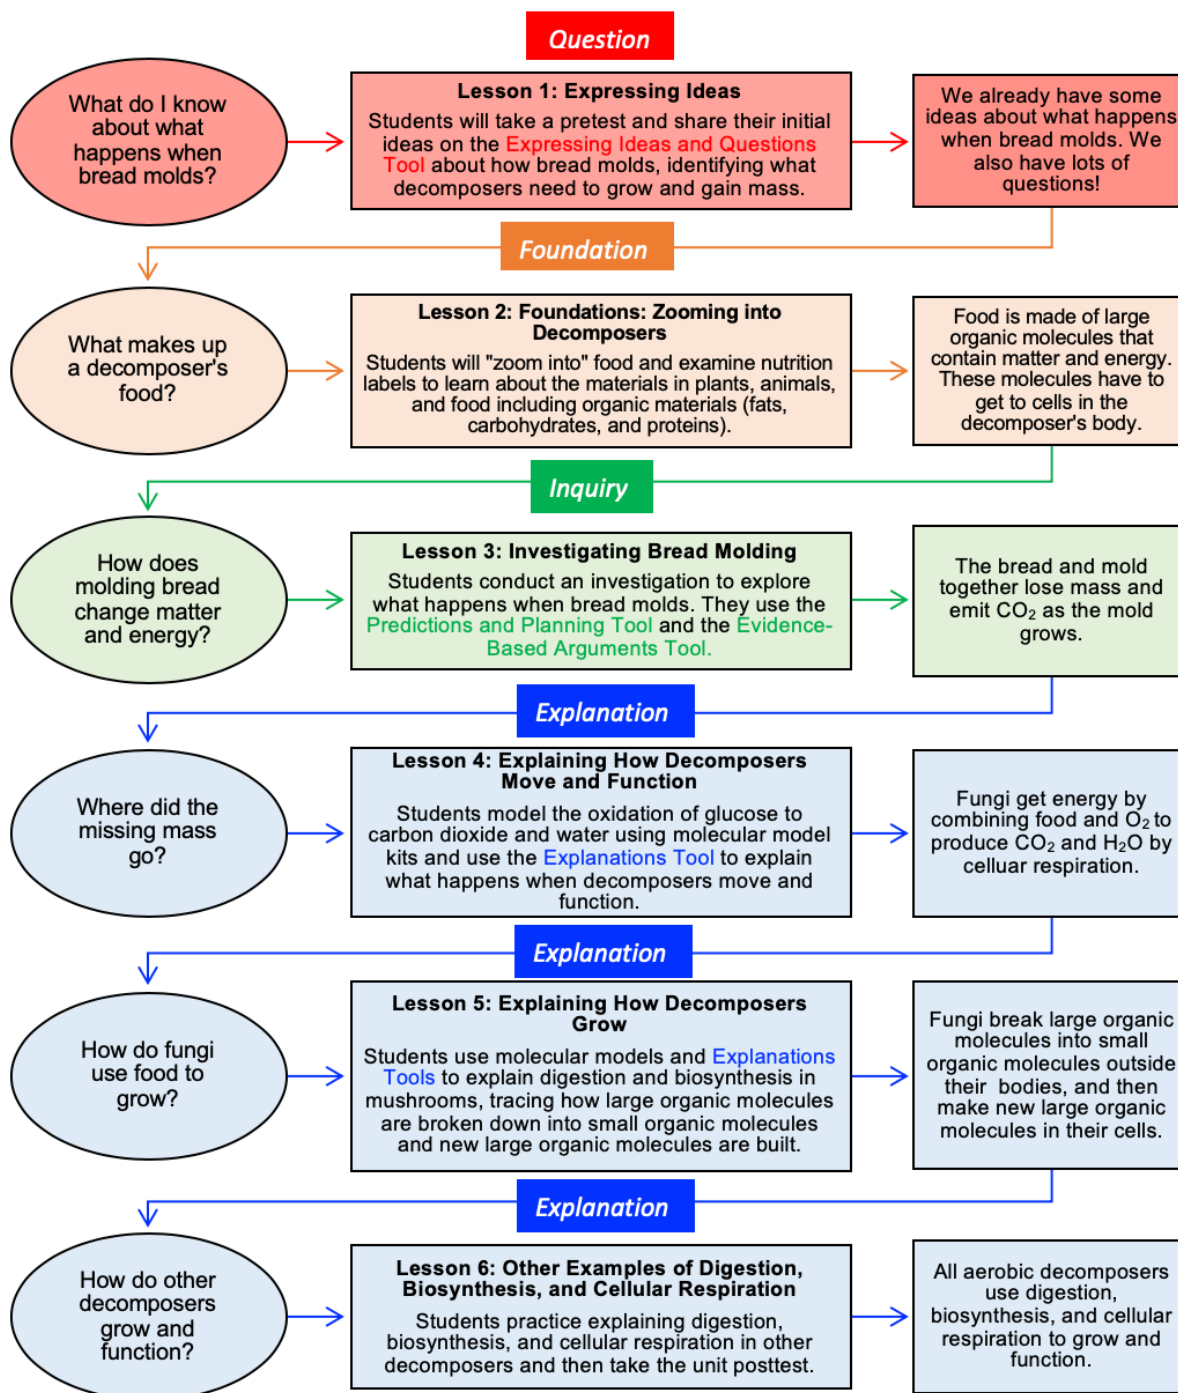 Question
What do I know
about what
happens when
bread molds?
Lesson 1: Expressing Ideas
Students will take a pretest and share their initial
ideas on the Expressing Ideas and Questions
Tool about how bread molds, identifying what
decomposers need to grow and gain mass.
We already have some
ideas about what happens
when bread molds. We
also have lots of
questions!
Foundation
What makes up
a decomposer's
food?
Lesson 2: Foundations: Zooming into
Decomposers
Students will "zoom into" food and examine nutrition
labels to learn about the materials in plants, animals,
and food including organic materials (fats,
carbohydrates, and proteins).
Food is made of large
organic molecules that
contain matter and energy.
These molecules have to
get to cells in the
decomposer's body.
Inquiry
How does
molding bread
change matter
and energy?
Lesson 3: Investigating Bread Molding
Students conduct an investigation to explore
what happens when bread molds. They use the
Predictions and Planning Tool and the Evidence-
Based Arguments Tool.
The bread and mold
together lose mass and
emit CO₂ as the mold
grows.
Explanation
Where did the
missing mass
go?
Lesson 4: Explaining How Decomposers
Move and Function
Students model the oxidation of glucose to
carbon dioxide and water using molecular model
kits and use the Explanations Tool to explain
what happens when decomposers move and
function.
Fungi get energy by
combining food and O₂ to
produce CO₂ and H₂O by
celluar respiration.
Explanation
How do fungi
use food to
grow?
Lesson 5: Explaining How Decomposers
Grow
Students use molecular models and Explanations
Tools to explain digestion and biosynthesis in
mushrooms, tracing how large organic molecules
are broken down into small organic molecules
and new large organic molecules are built.
Fungi break large organic
molecules into small
organic molecules outside
their bodies, and then
make new large organic
molecules in their cells.
Explanation
How do other
decomposers
grow and
function?
Lesson 6: Other Examples of Digestion,
Biosynthesis, and Cellular Respiration
Students practice explaining digestion,
biosynthesis, and cellular respiration in other
decomposers and then take the unit posttest.
All aerobic decomposers
use digestion,
biosynthesis, and cellular
respiration to grow and
function.